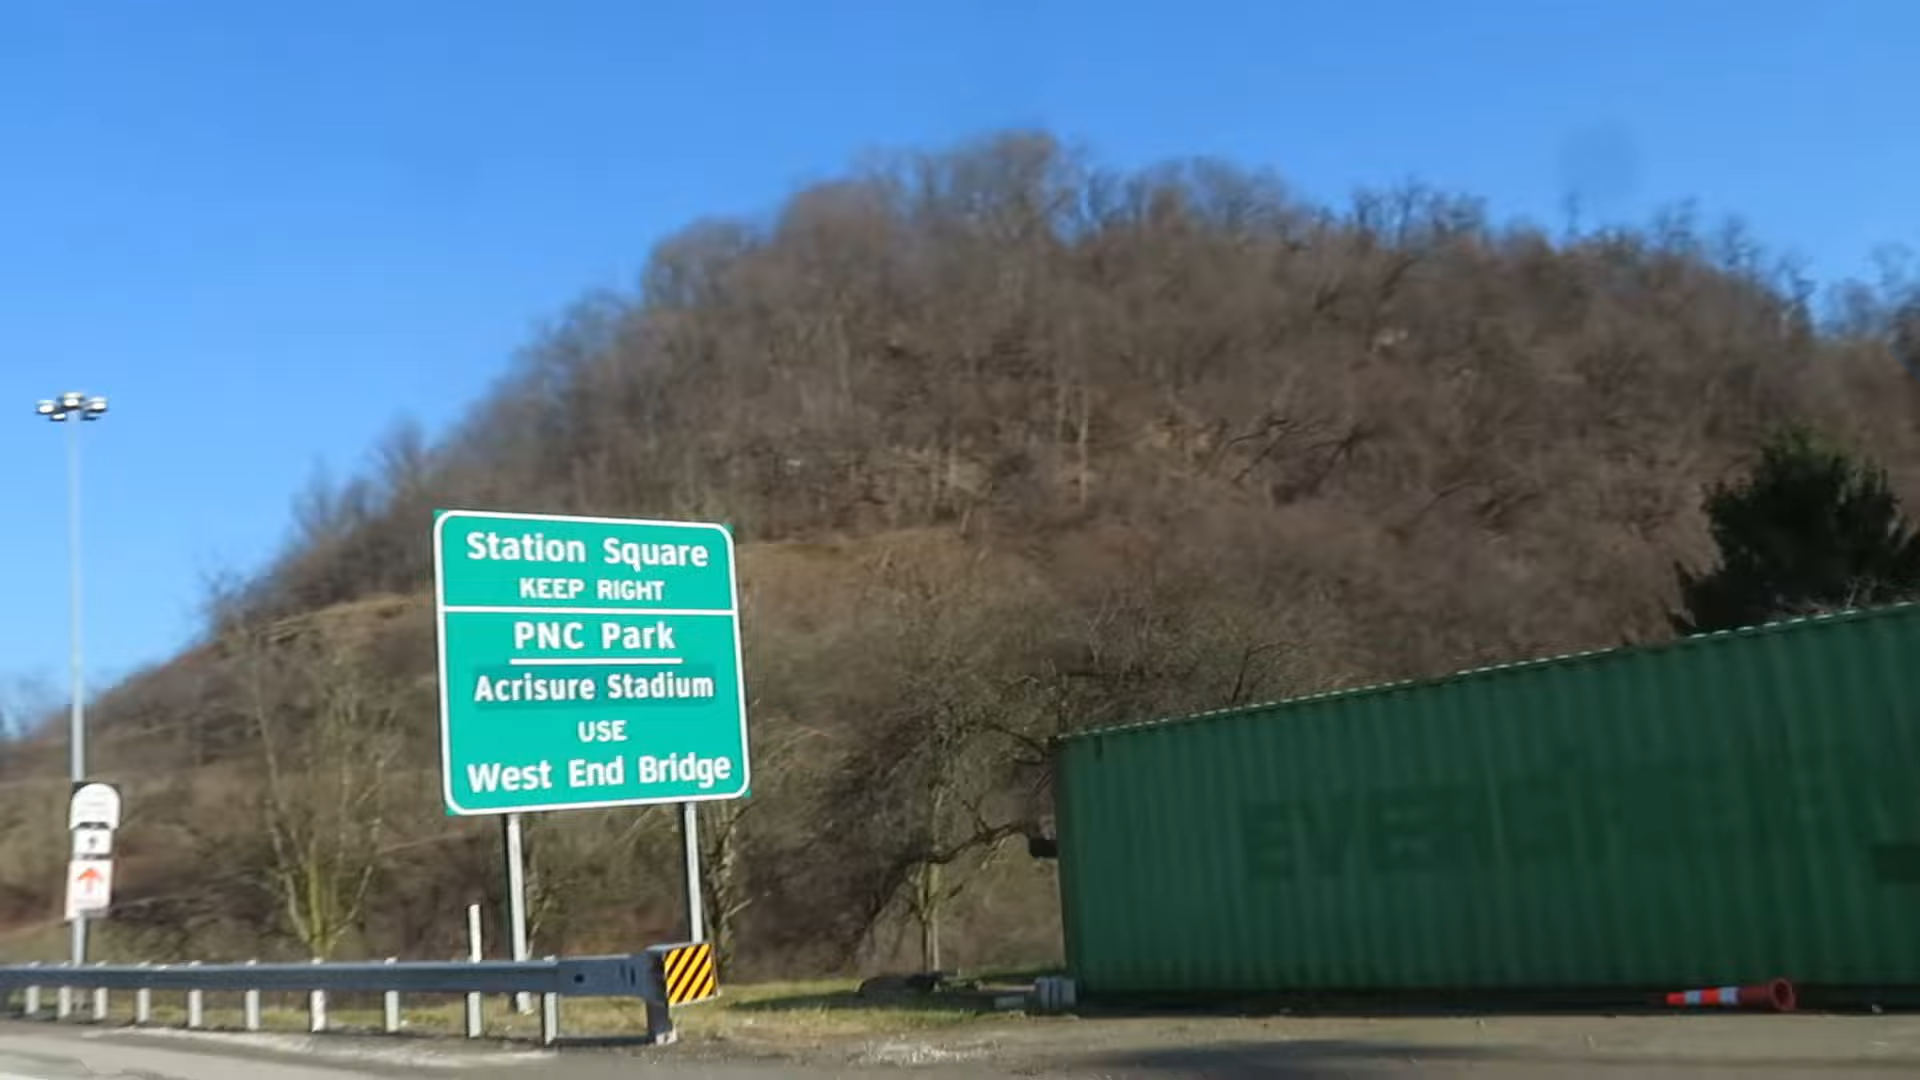 Station Square
KEEP RIGHT
PNC Park
Acrisure Stadium
USE
West End Bridge